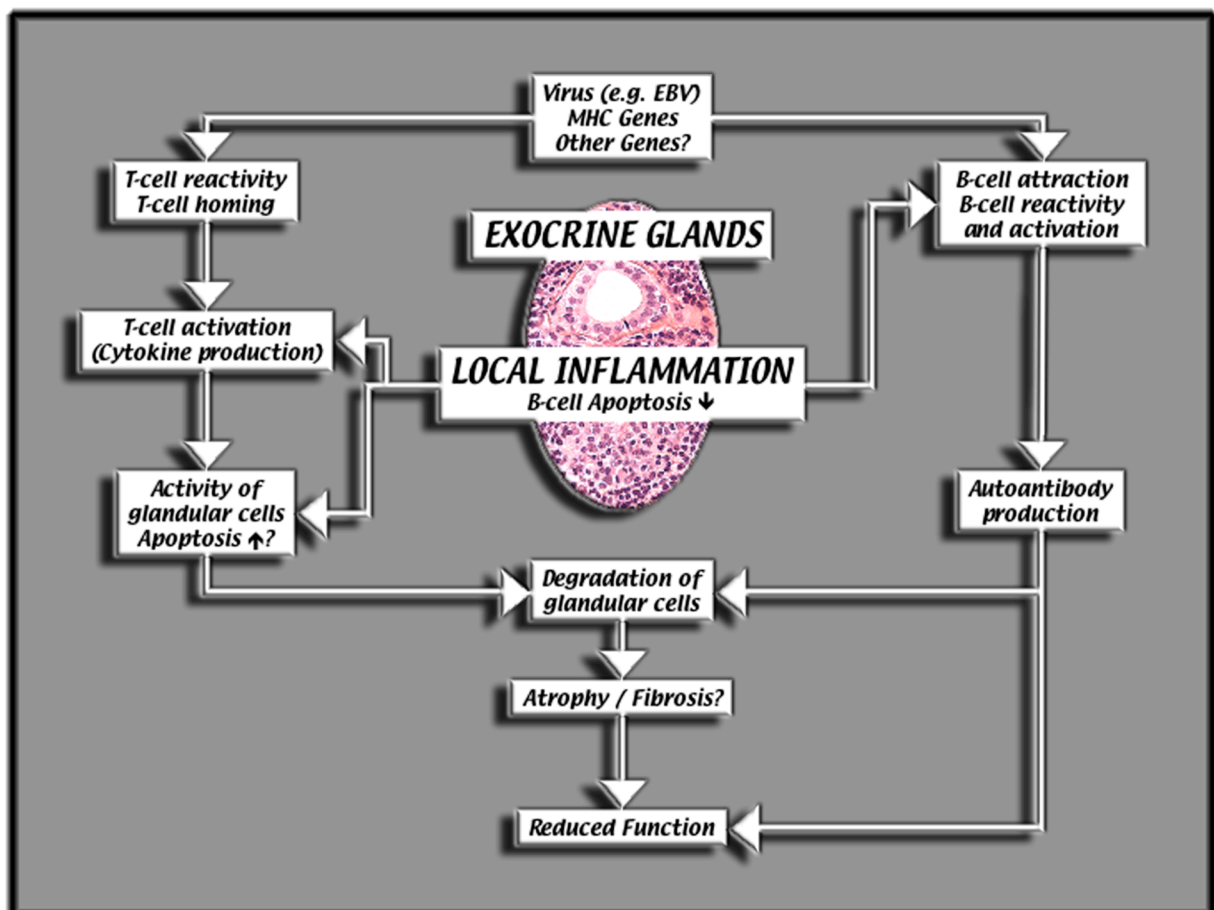 Virus (e.g. EBV)
MHC Genes
Other Genes?
T-cell reactivity
T-cell homing
B-cell attraction
B-cell reactivity
and activation
EXOCRINE GLANDS
T-cell activation
(Cytokine production)
LOCAL INFLAMMATION
B-cell Apoptosis ↓
Activity of
glandular cells
Apoptosis ↑?
Autoantibody
production
Degradation of
glandular cells
Atrophy / Fibrosis?
Reduced Function